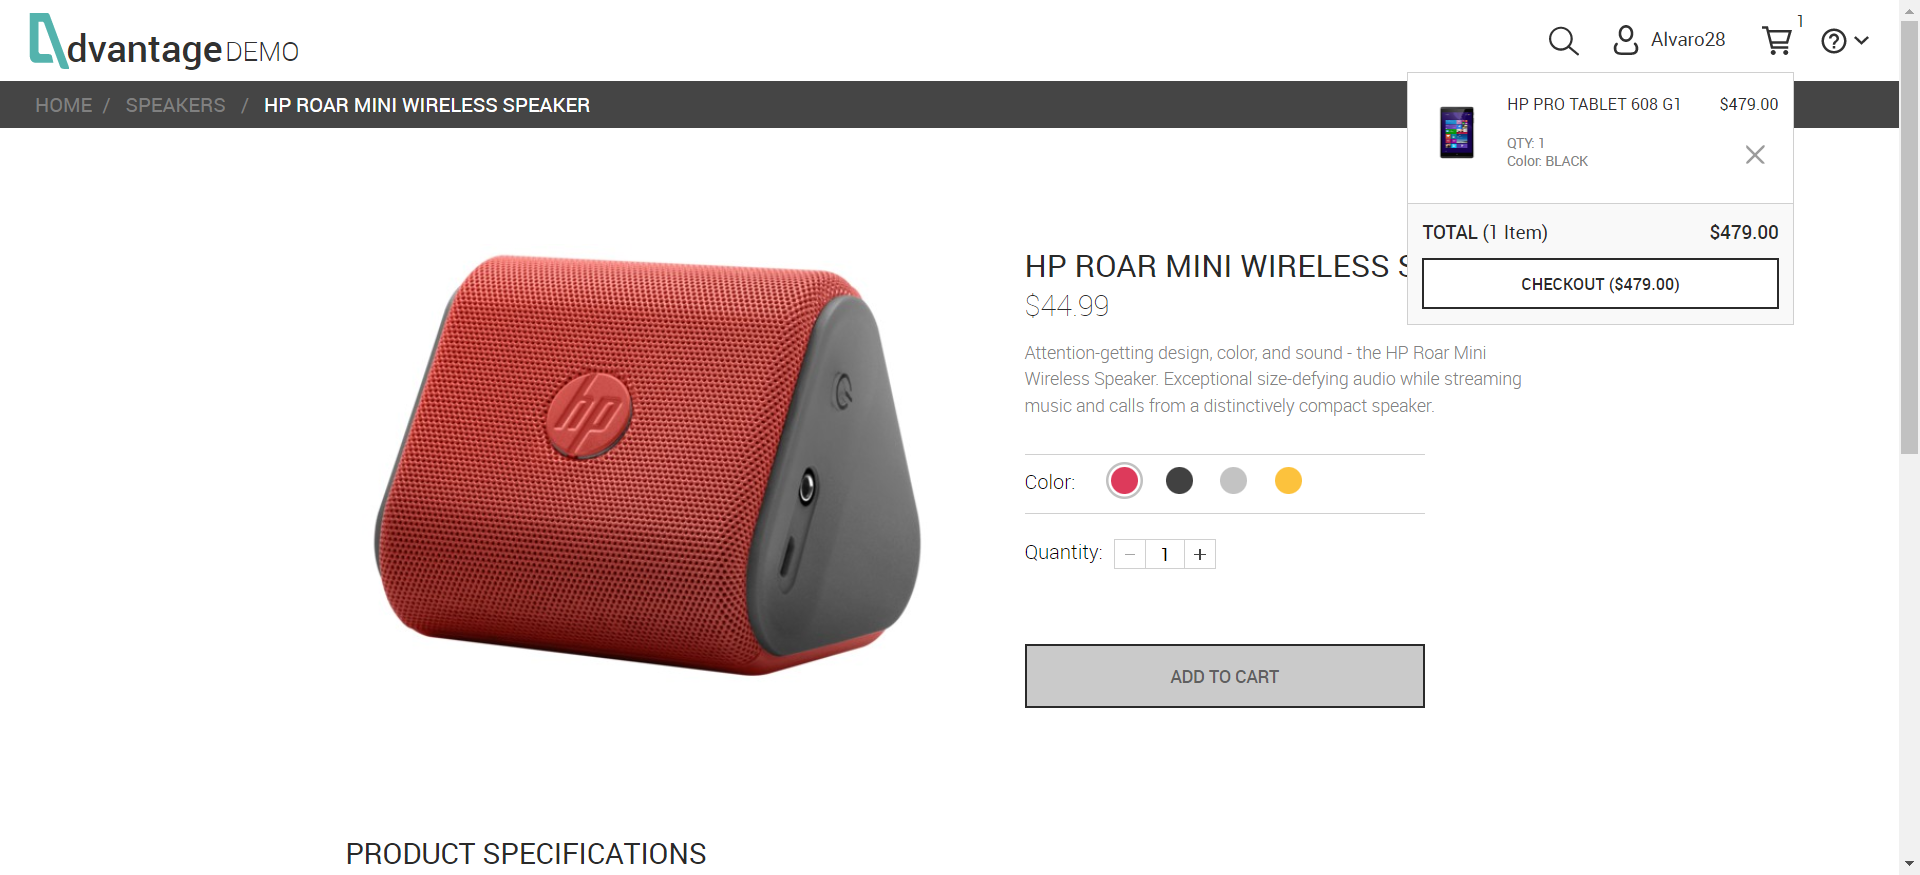 dvantage DEMO
Alvaro28
1
HOME / SPEAKERS / HP ROAR MINI WIRELESS SPEAKER
HP PRO TABLET 608 G1 $479.00
QTY: 1
Color: BLACK
TOTAL (1 Item) $479.00
CHECKOUT ($479.00)
hp
HP ROAR MINI WIRELESS S
$44.99
Attention-getting design, color, and sound - the HP Roar Mini
Wireless Speaker. Exceptional size-defying audio while streaming
music and calls from a distinctively compact speaker.
Color:
Quantity: − 1 +
ADD TO CART
PRODUCT SPECIFICATIONS